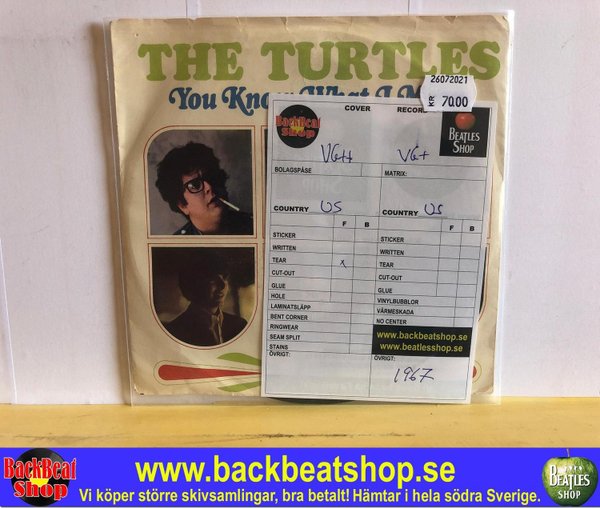 THE TURTLES
You Know What I M
26072021
KR 70.00
BACKBEAT SHOP
COVER
RECORD
BEATLES SHOP
VG++
VG+
BOLAGSPÅSE
MATRIX:
COUNTRY US
COUNTRY US
F B
F B
STICKER
STICKER
WRITTEN
WRITTEN
TEAR x
TEAR
CUT-OUT
CUT-OUT
GLUE
GLUE
HOLE
VINYLBUBBLOR
LAMINATSLÄPP
VÄRMESKADA
BENT CORNER
NO CENTER
RINGWEAR
SEAM SPLIT
STAINS
www.backbeatshop.se
www.beatlesshop.se
ÖVRIGT:
ÖVRIGT:
1967
BackBeat Shop
www.backbeatshop.se
Vi köper större skivsamlingar, bra betalt! Hämtar i hela södra Sverige.
BEATLES SHOP